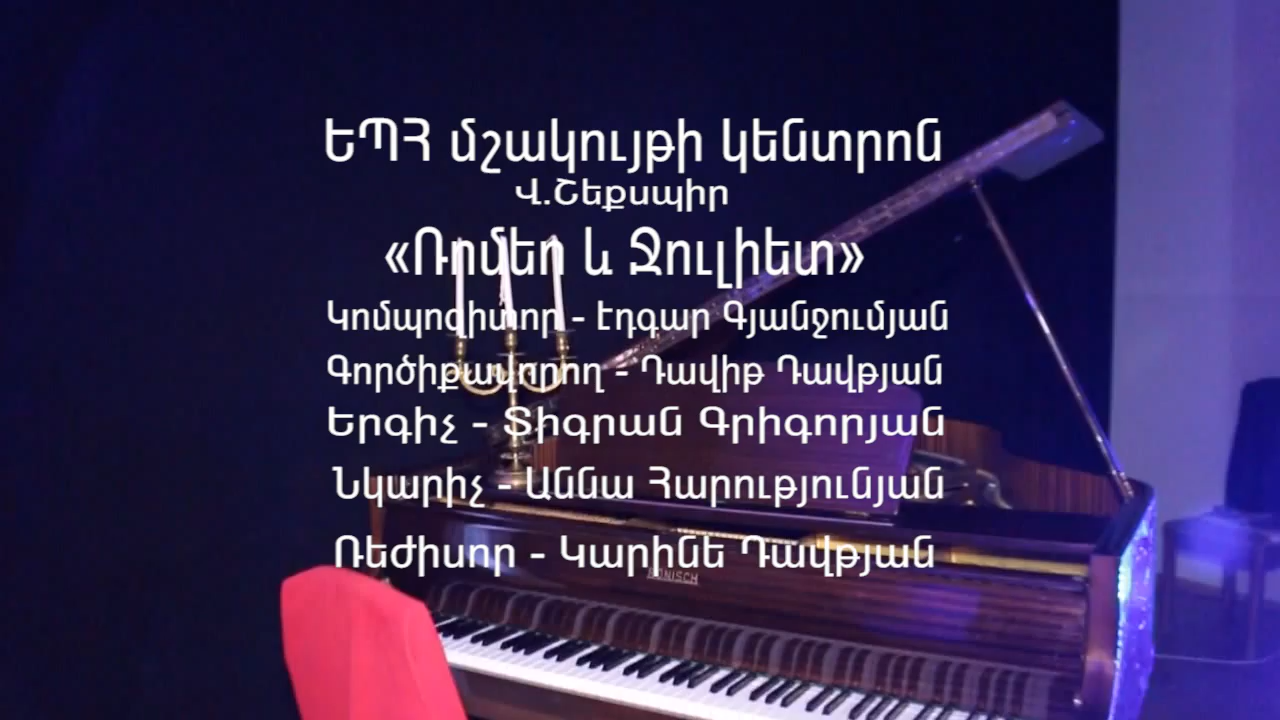 ԵՊՀ մշակույթի կենտրոն
Վ.Շեքսպիր
«Ռոմեո և Ջուլիետ»
Կոմպոզիտոր - էդգար Գյանջումյան
Գործիքավորող - Դավիթ Դավթյան
Երգիչ - Տիգրան Գրիգորյան
Նկարիչ - Աննա Հարությունյան
Ռեժիսոր - Կարինե Դավթյան
RÖNISCH